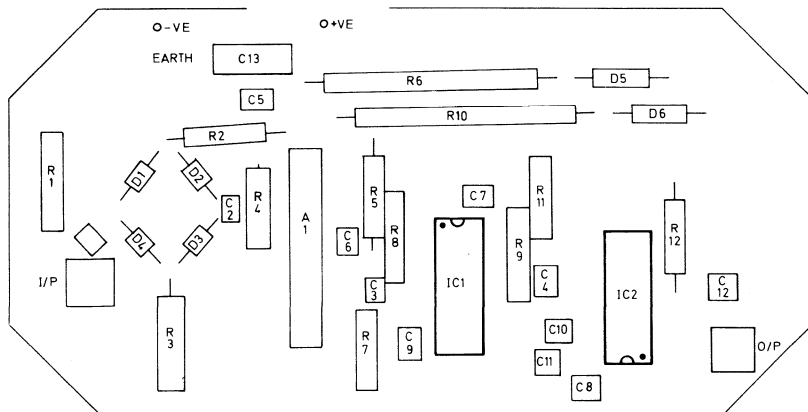 O-VE
O+VE
EARTH
C13
R6
D5
C5
R10
D6
R2
R1
D1
D2
C2
R4
A1
R5
R8
C7
R11
R9
R12
C6
D4
D3
I/P
C3
IC1
C4
IC2
C12
R3
R7
C9
C10
C11
O/P
C8